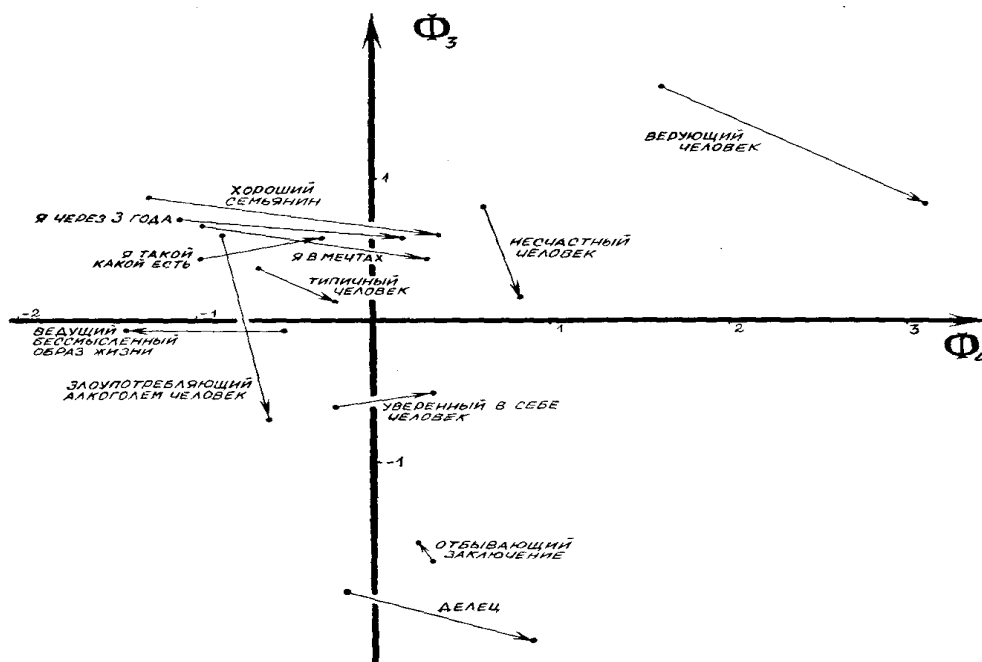 Ф3
ВЕРУЮЩИЙ
ЧЕЛОВЕК
1
ХОРОШИЙ
СЕМЬЯНИН
Я ЧЕРЕЗ 3 ГОДА
НЕСЧАСТНЫЙ
ЧЕЛОВЕК
Я ТАКОЙ
КАКОЙ ЕСТЬ
Я В МЕЧТАХ
ТИПИЧНЫЙ
ЧЕЛОВЕК
-2
-1
1
2
3
Ф4
ВЕДУЩИЙ
БЕССМЫСЛЕННЫЙ
ОБРАЗ ЖИЗНИ
ЗЛОУПОТРЕБЛЯЮЩИЙ
АЛКОГОЛЕМ ЧЕЛОВЕК
УВЕРЕННЫЙ В СЕБЕ
ЧЕЛОВЕК
-1
ОТБЫВАЮЩИЙ
ЗАКЛЮЧЕНИЕ
ДЕЛЕЦ